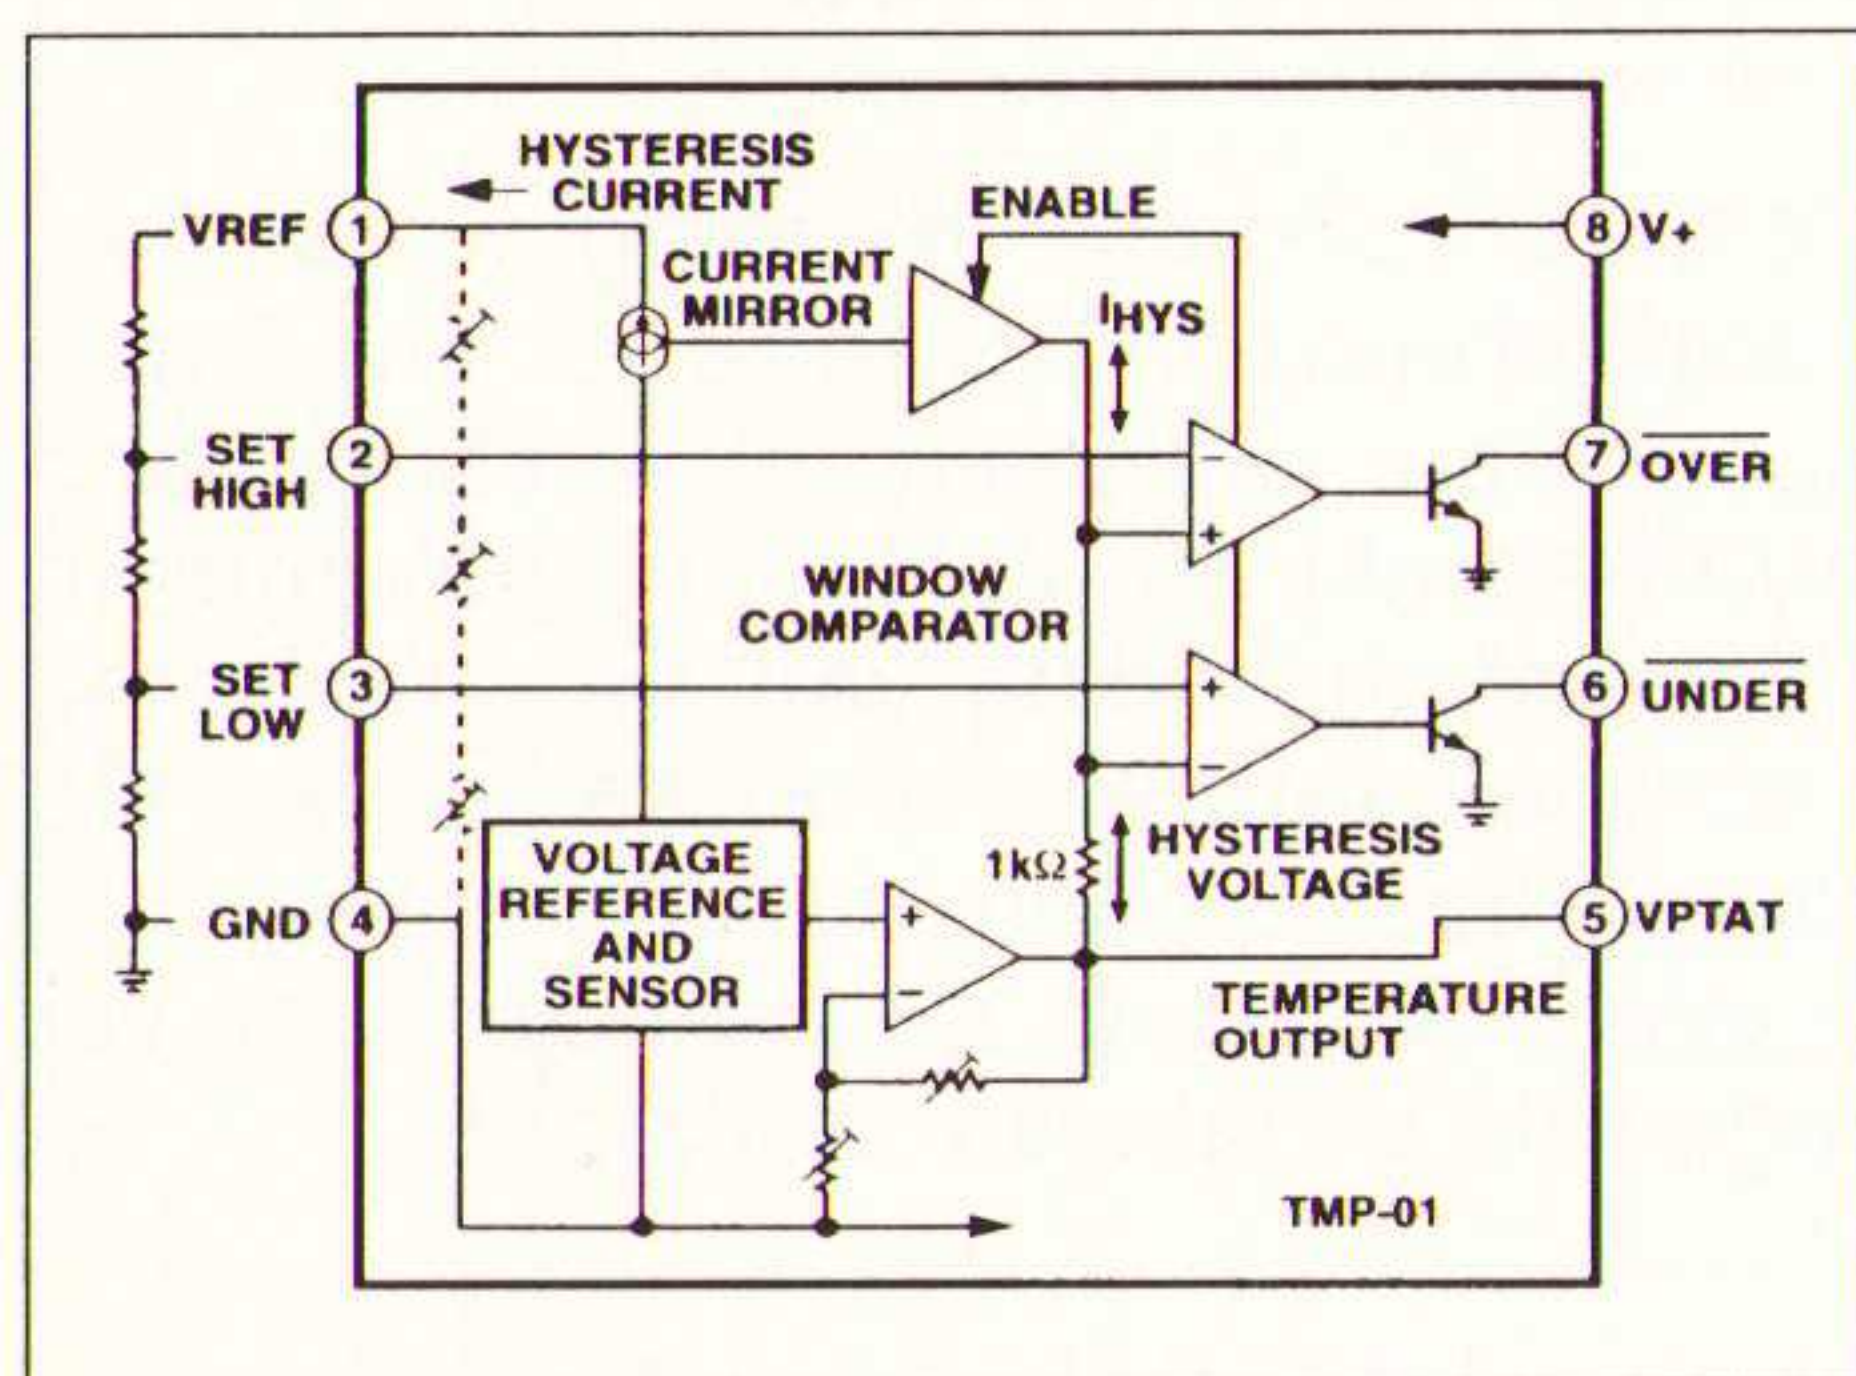 HYSTERESIS
CURRENT
ENABLE
VREF
1
8
V+
CURRENT
MIRROR
IHYS
SET
HIGH
2
−
7
OVER
+
WINDOW
COMPARATOR
SET
LOW
3
+
6
UNDER
−
VOLTAGE
REFERENCE
AND
SENSOR
1kΩ
HYSTERESIS
VOLTAGE
GND
4
+
−
5
VPTAT
TEMPERATURE
OUTPUT
TMP-01